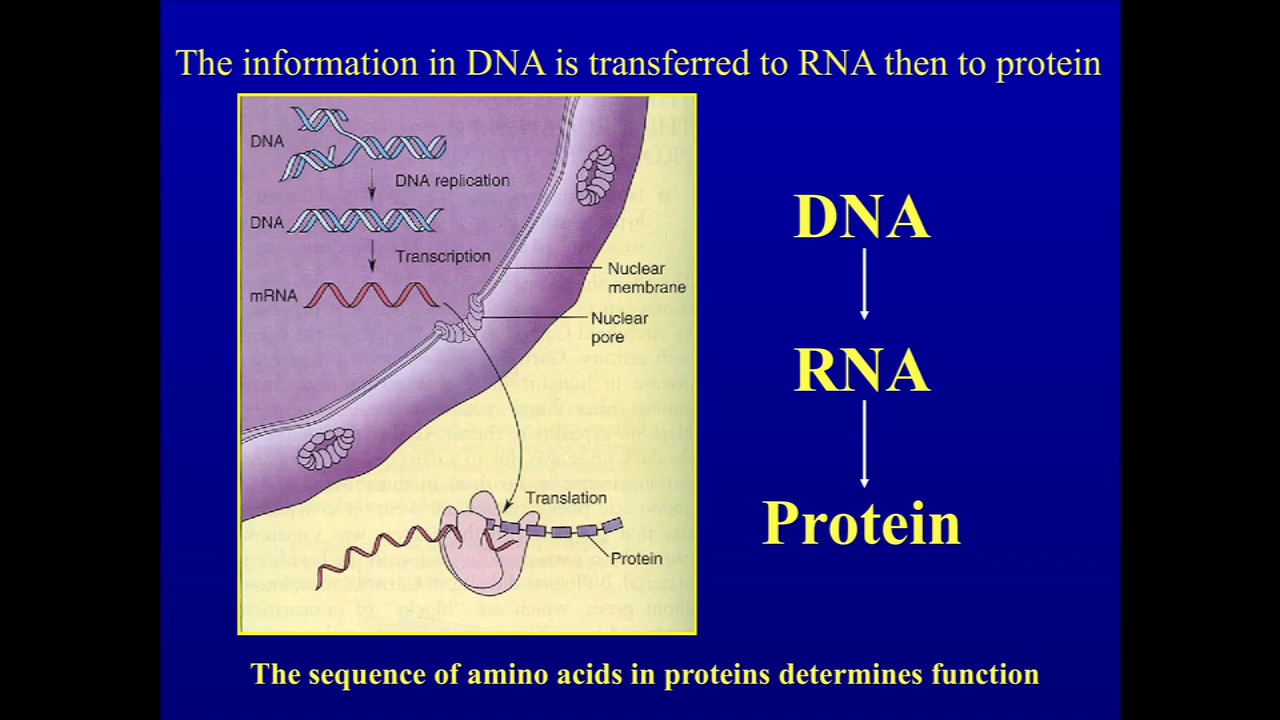 The information in DNA is transferred to RNA then to protein
DNA
DNA replication
DNA
Transcription
mRNA
Nuclear
membrane
Nuclear
pore
Translation
Protein
DNA
RNA
Protein
The sequence of amino acids in proteins determines function